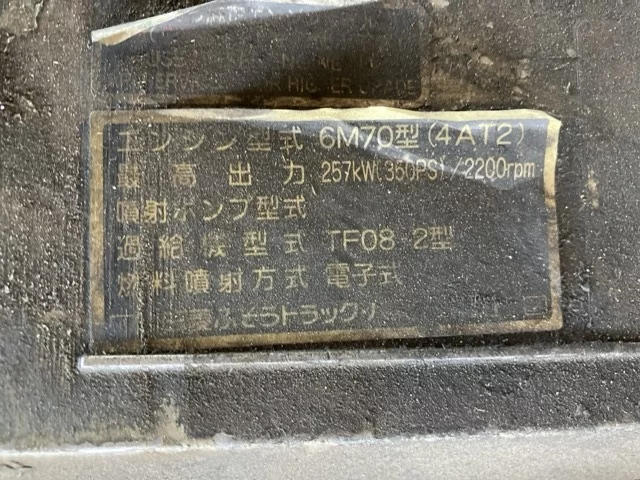 HIGHER GRADE
エンジン型式 6M70型(4AT2)
最高出力 257kW(350PS)/2200rpm
噴射ポンプ型式
過給機型式 TF08-2型
燃料噴射方式 電子式
菱ふそうトラック